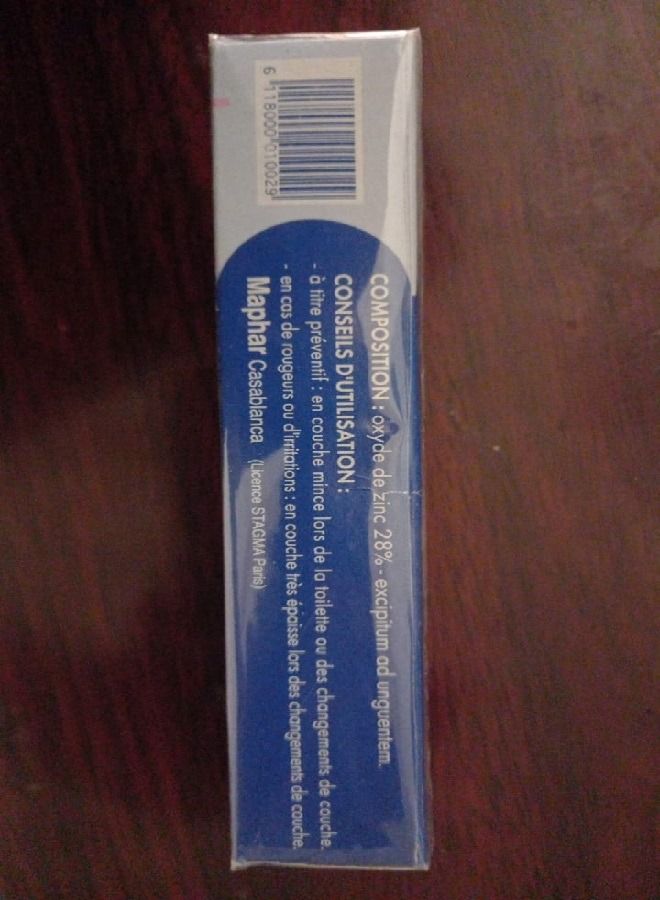 6 118000 010029
COMPOSITION : oxyde de zinc 28% - excipitum ad unguentem.
CONSEILS D'UTILISATION :
- à titre préventif : en couche mince lors de la toilette ou des changements de couche.
- en cas de rougeurs ou d'irritations : en couche très épaisse lors des changements de couche.
Maphar Casablanca (Licence STAGMA Paris)